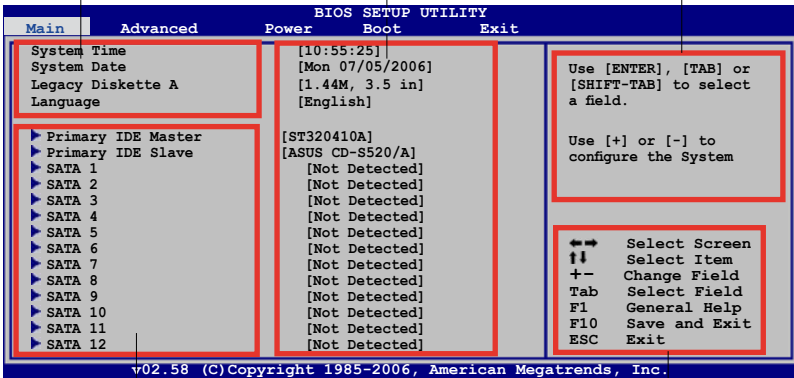 BIOS SETUP UTILITY
Main Advanced Power Boot Exit
System Time [10:55:25]
System Date [Mon 07/05/2006]
Legacy Diskette A [1.44M, 3.5 in]
Language [English]
Primary IDE Master [ST320410A]
Primary IDE Slave [ASUS CD-S520/A]
SATA 1 [Not Detected]
SATA 2 [Not Detected]
SATA 3 [Not Detected]
SATA 4 [Not Detected]
SATA 5 [Not Detected]
SATA 6 [Not Detected]
SATA 7 [Not Detected]
SATA 8 [Not Detected]
SATA 9 [Not Detected]
SATA 10 [Not Detected]
SATA 11 [Not Detected]
SATA 12 [Not Detected]
Use [ENTER], [TAB] or
[SHIFT-TAB] to select
a field.
Use [+] or [-] to
configure the System
←→ Select Screen
↑↓ Select Item
+- Change Field
Tab Select Field
F1 General Help
F10 Save and Exit
ESC Exit
v02.58 (C)Copyright 1985-2006, American Megatrends, Inc.